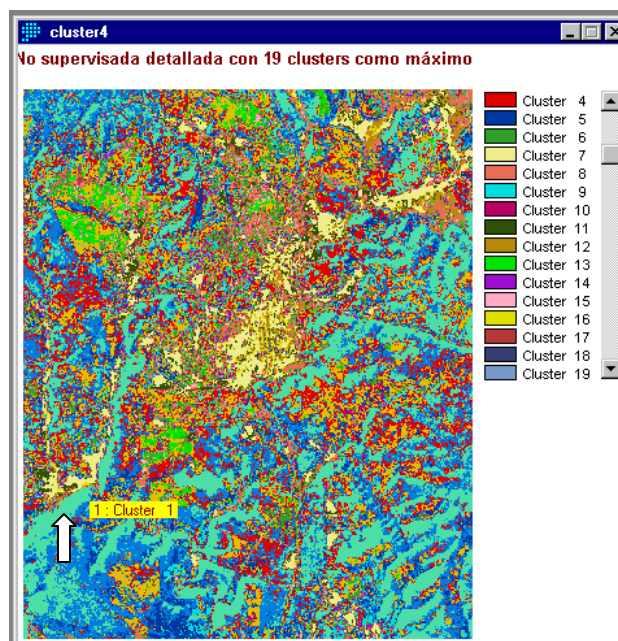 cluster4
No supervisada detallada con 19 clusters como máximo
Cluster 4
Cluster 5
Cluster 6
Cluster 7
Cluster 8
Cluster 9
Cluster 10
Cluster 11
Cluster 12
Cluster 13
Cluster 14
Cluster 15
Cluster 16
Cluster 17
Cluster 18
Cluster 19
1 : Cluster 1